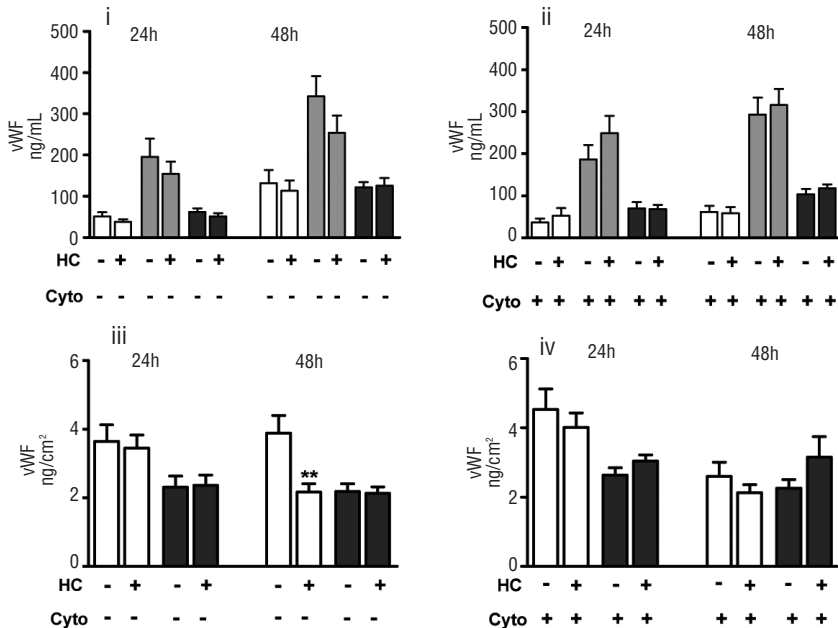 i
24h 48h
500
400
300
200
100
0
vWF
ng/mL
HC - + - + - + - + - + - +
Cyto - - - - - - - - - - - -
ii
24h 48h
500
400
300
200
100
0
vWF
ng/mL
HC - + - + - + - + - + - +
Cyto + + + + + + + + + + + +
iii
24h 48h
6
4
2
0
vWF
ng/cm²
**
HC - + - + - + - +
Cyto - - - - - - - -
iv
24h 48h
6
4
2
0
vWF
ng/cm²
HC - + - + - + - +
Cyto + + + + + + + +